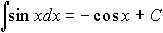 ∫sin xdx = −cos x + C